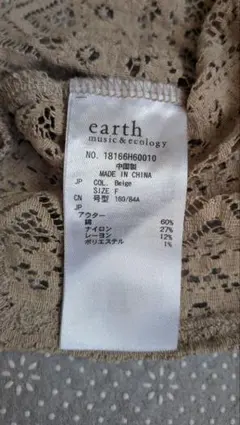 earth
music & ecology
NO. 18166H60010
中国製
MADE IN CHINA
JP COL. Beige
SIZE F
CN 号型 160/84A
JP
アウター
綿 60%
ナイロン 27%
レーヨン 12%
ポリエステル 1%